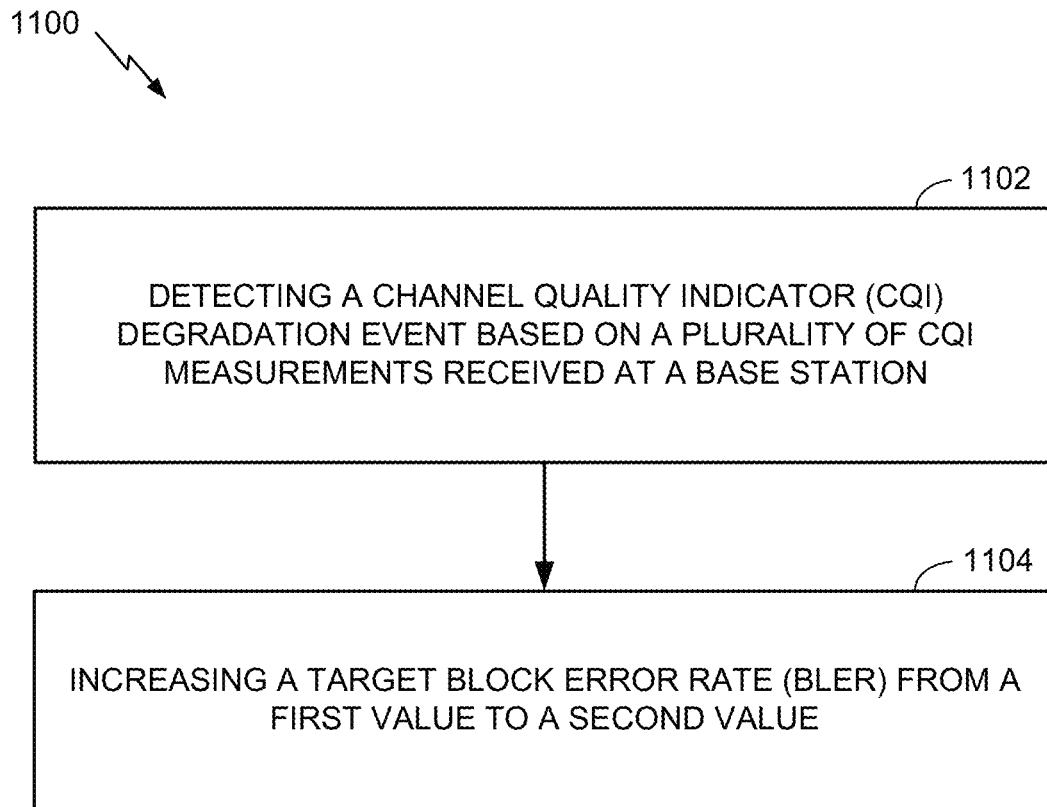 1100
1102
DETECTING A CHANNEL QUALITY INDICATOR (CQI)
DEGRADATION EVENT BASED ON A PLURALITY OF CQI
MEASUREMENTS RECEIVED AT A BASE STATION
1104
INCREASING A TARGET BLOCK ERROR RATE (BLER) FROM A
FIRST VALUE TO A SECOND VALUE